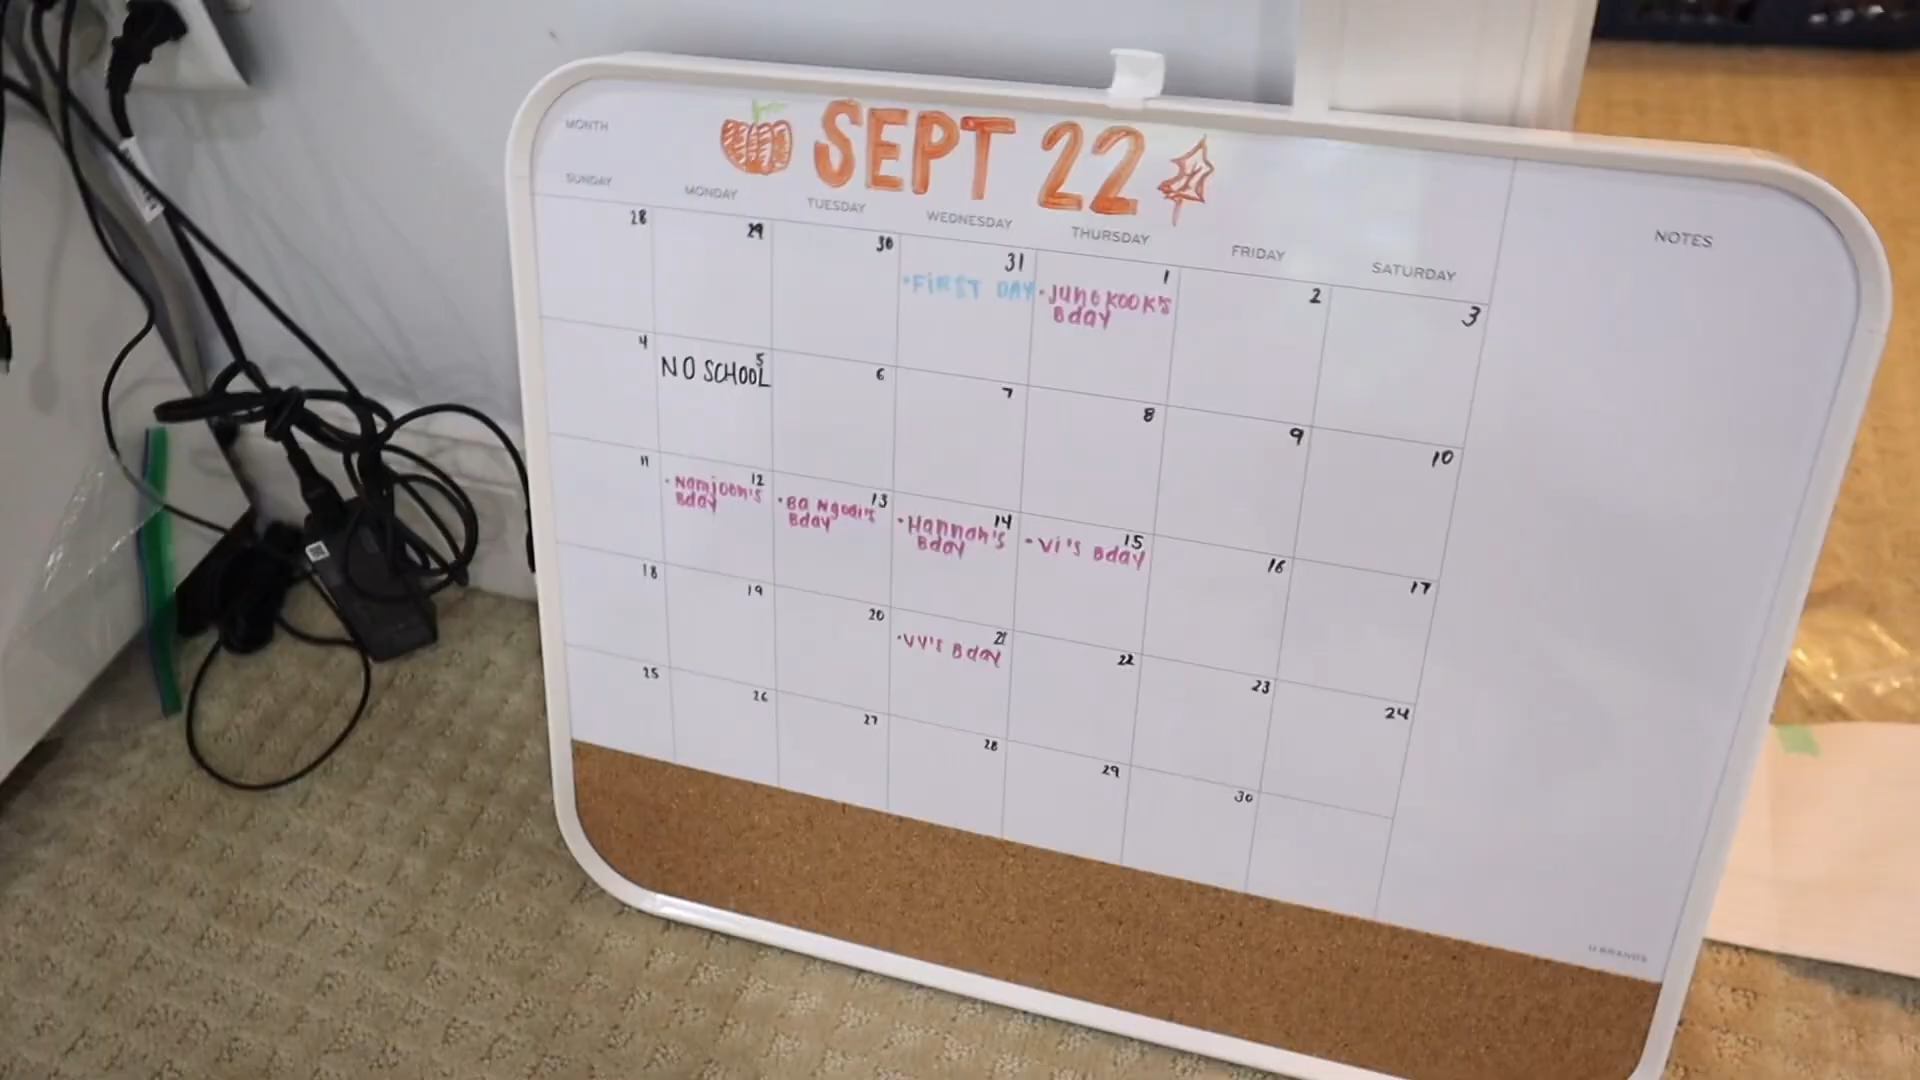 MONTH
SEPT 22
SUNDAY MONDAY TUESDAY WEDNESDAY THURSDAY FRIDAY SATURDAY
NOTES
28 29 30 31 1 2 3
•FIRST DAY
•JUNGKOOK'S
Bday
4 5 6 7 8 9 10
NO SCHOOL
11 12 13 14 15 16 17
•Namjoon's
Bday
•Ba Ngoai's
Bday
•Hannah's
Bday
•Vi's Bday
18 19 20 21 22 23 24
•VY's Bday
25 26 27 28 29 30
U BRANDS